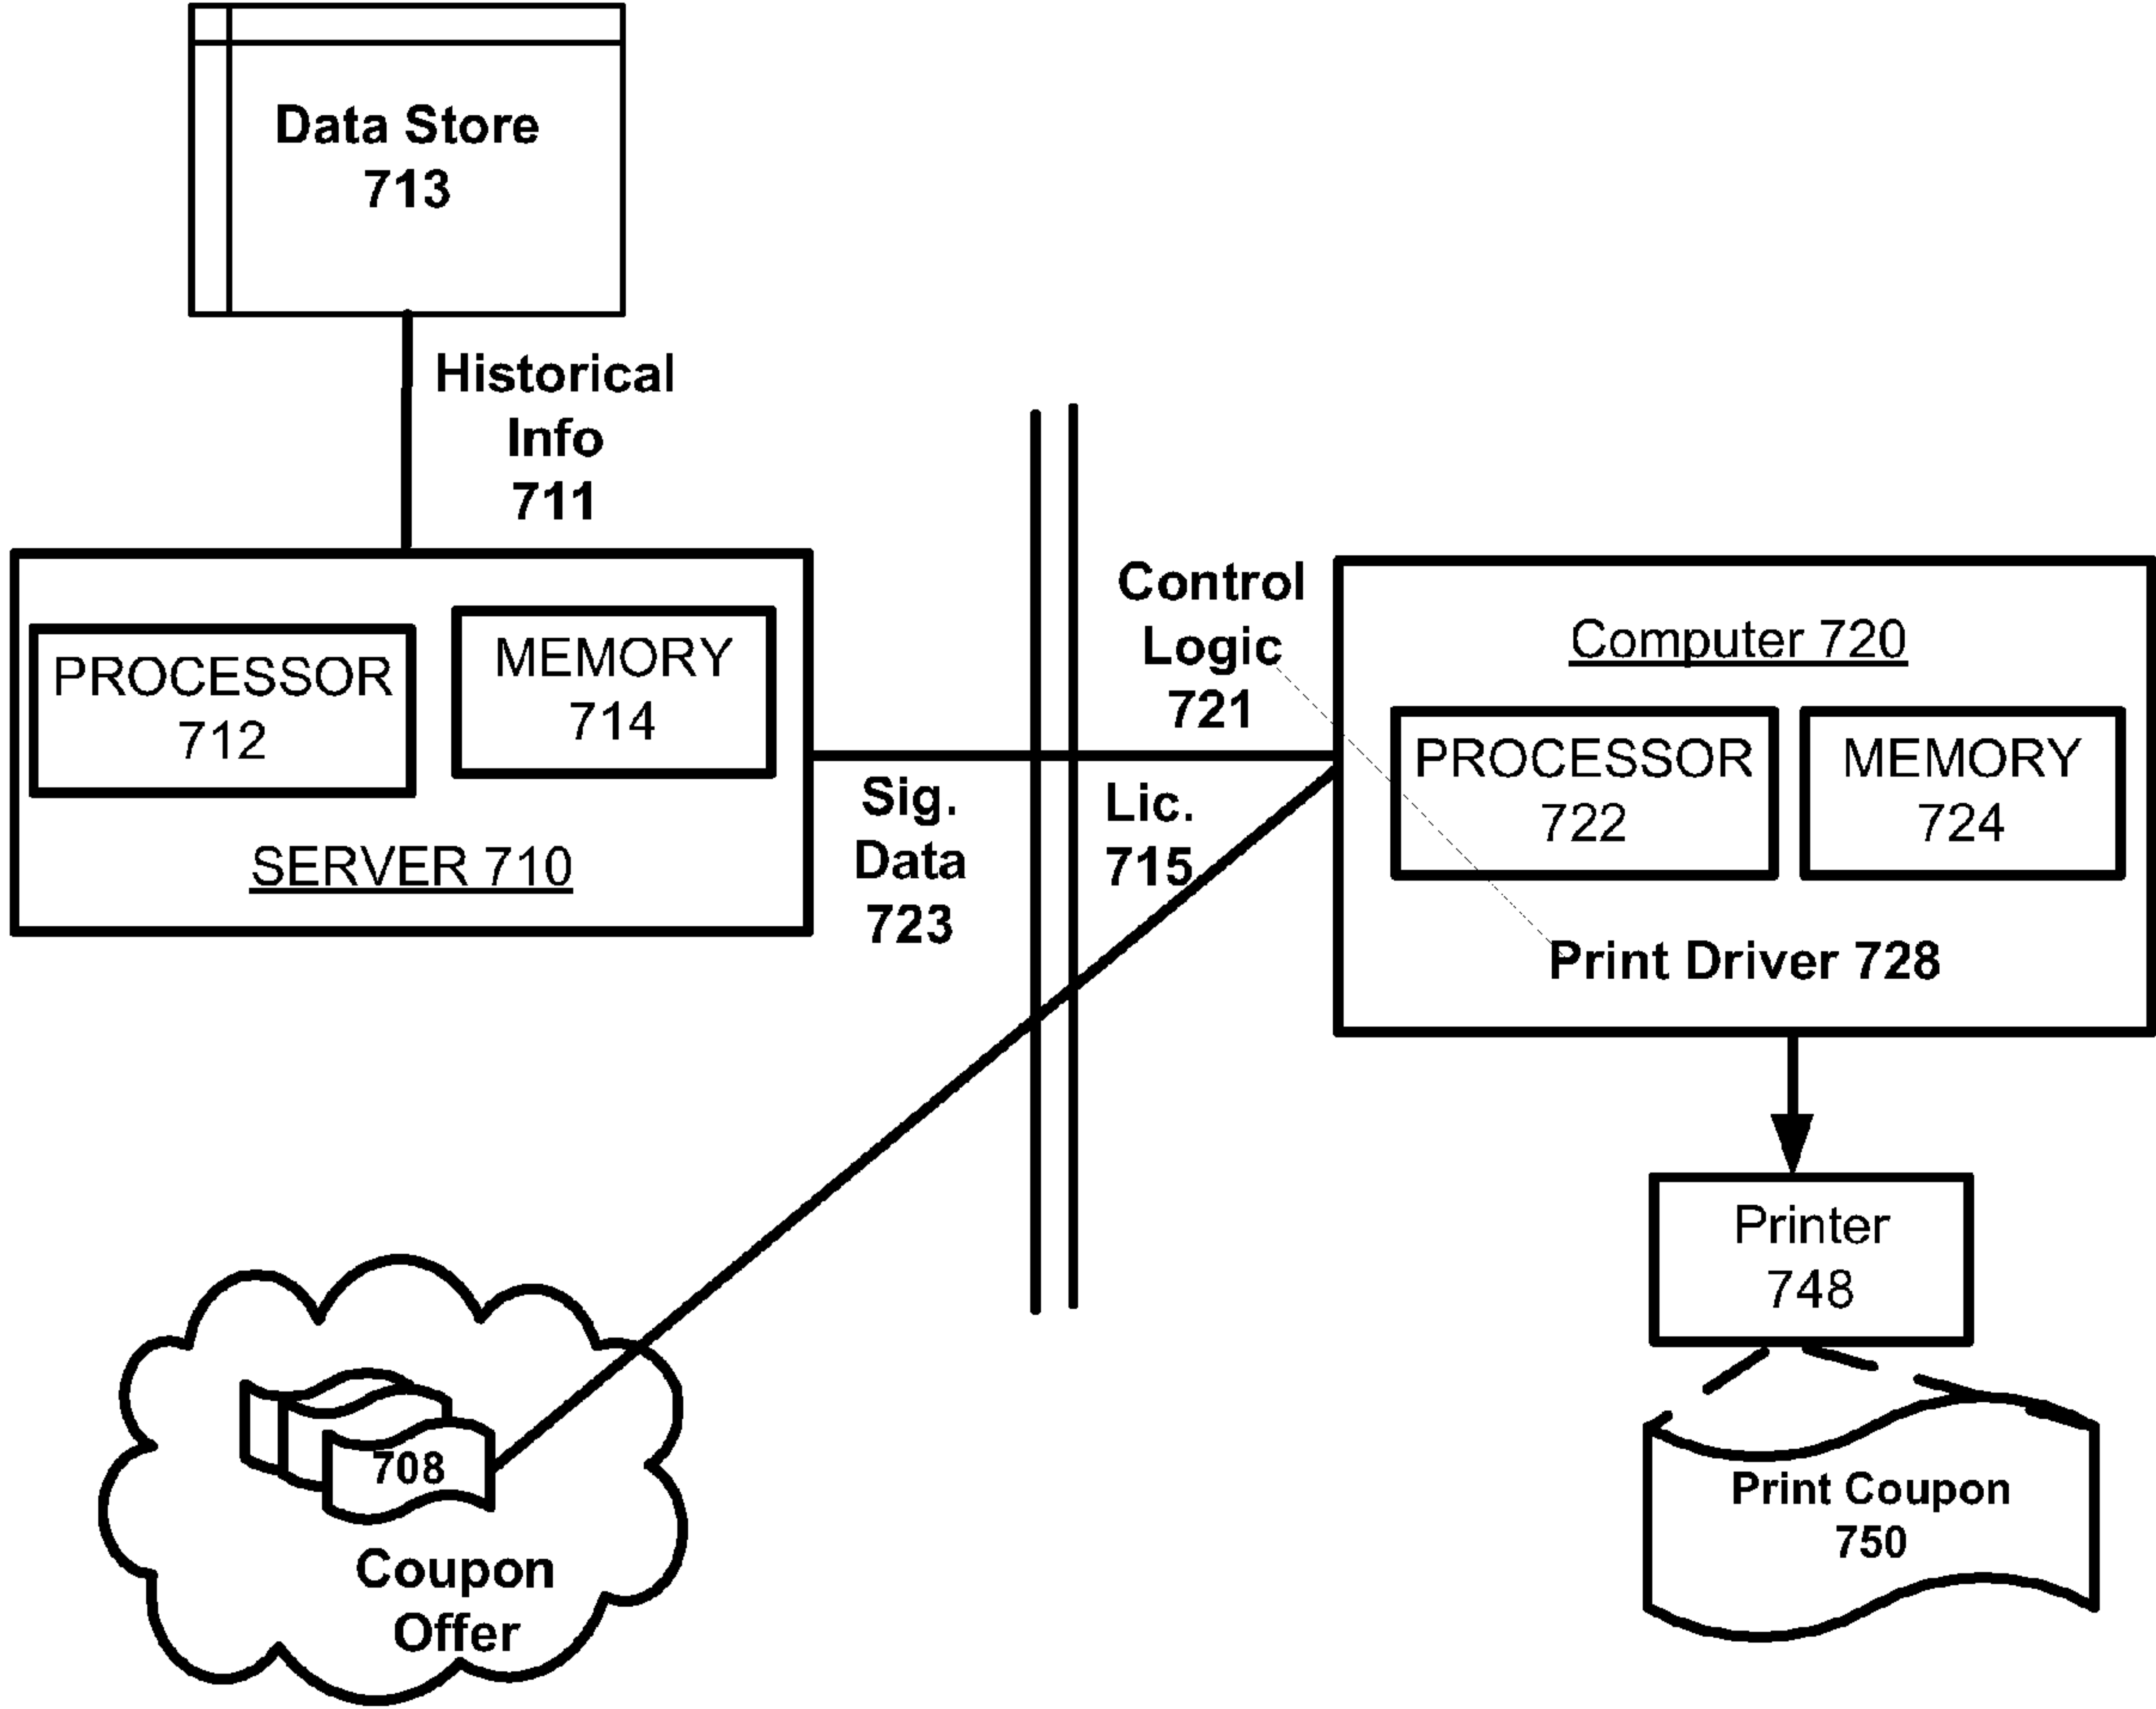 Data Store
713
Historical
Info
711
PROCESSOR
712
MEMORY
714
SERVER 710
Sig.
Data
723
Control
Logic
721
Lic.
715
Computer 720
PROCESSOR
722
MEMORY
724
Print Driver 728
Printer
748
Print Coupon
750
708
Coupon
Offer